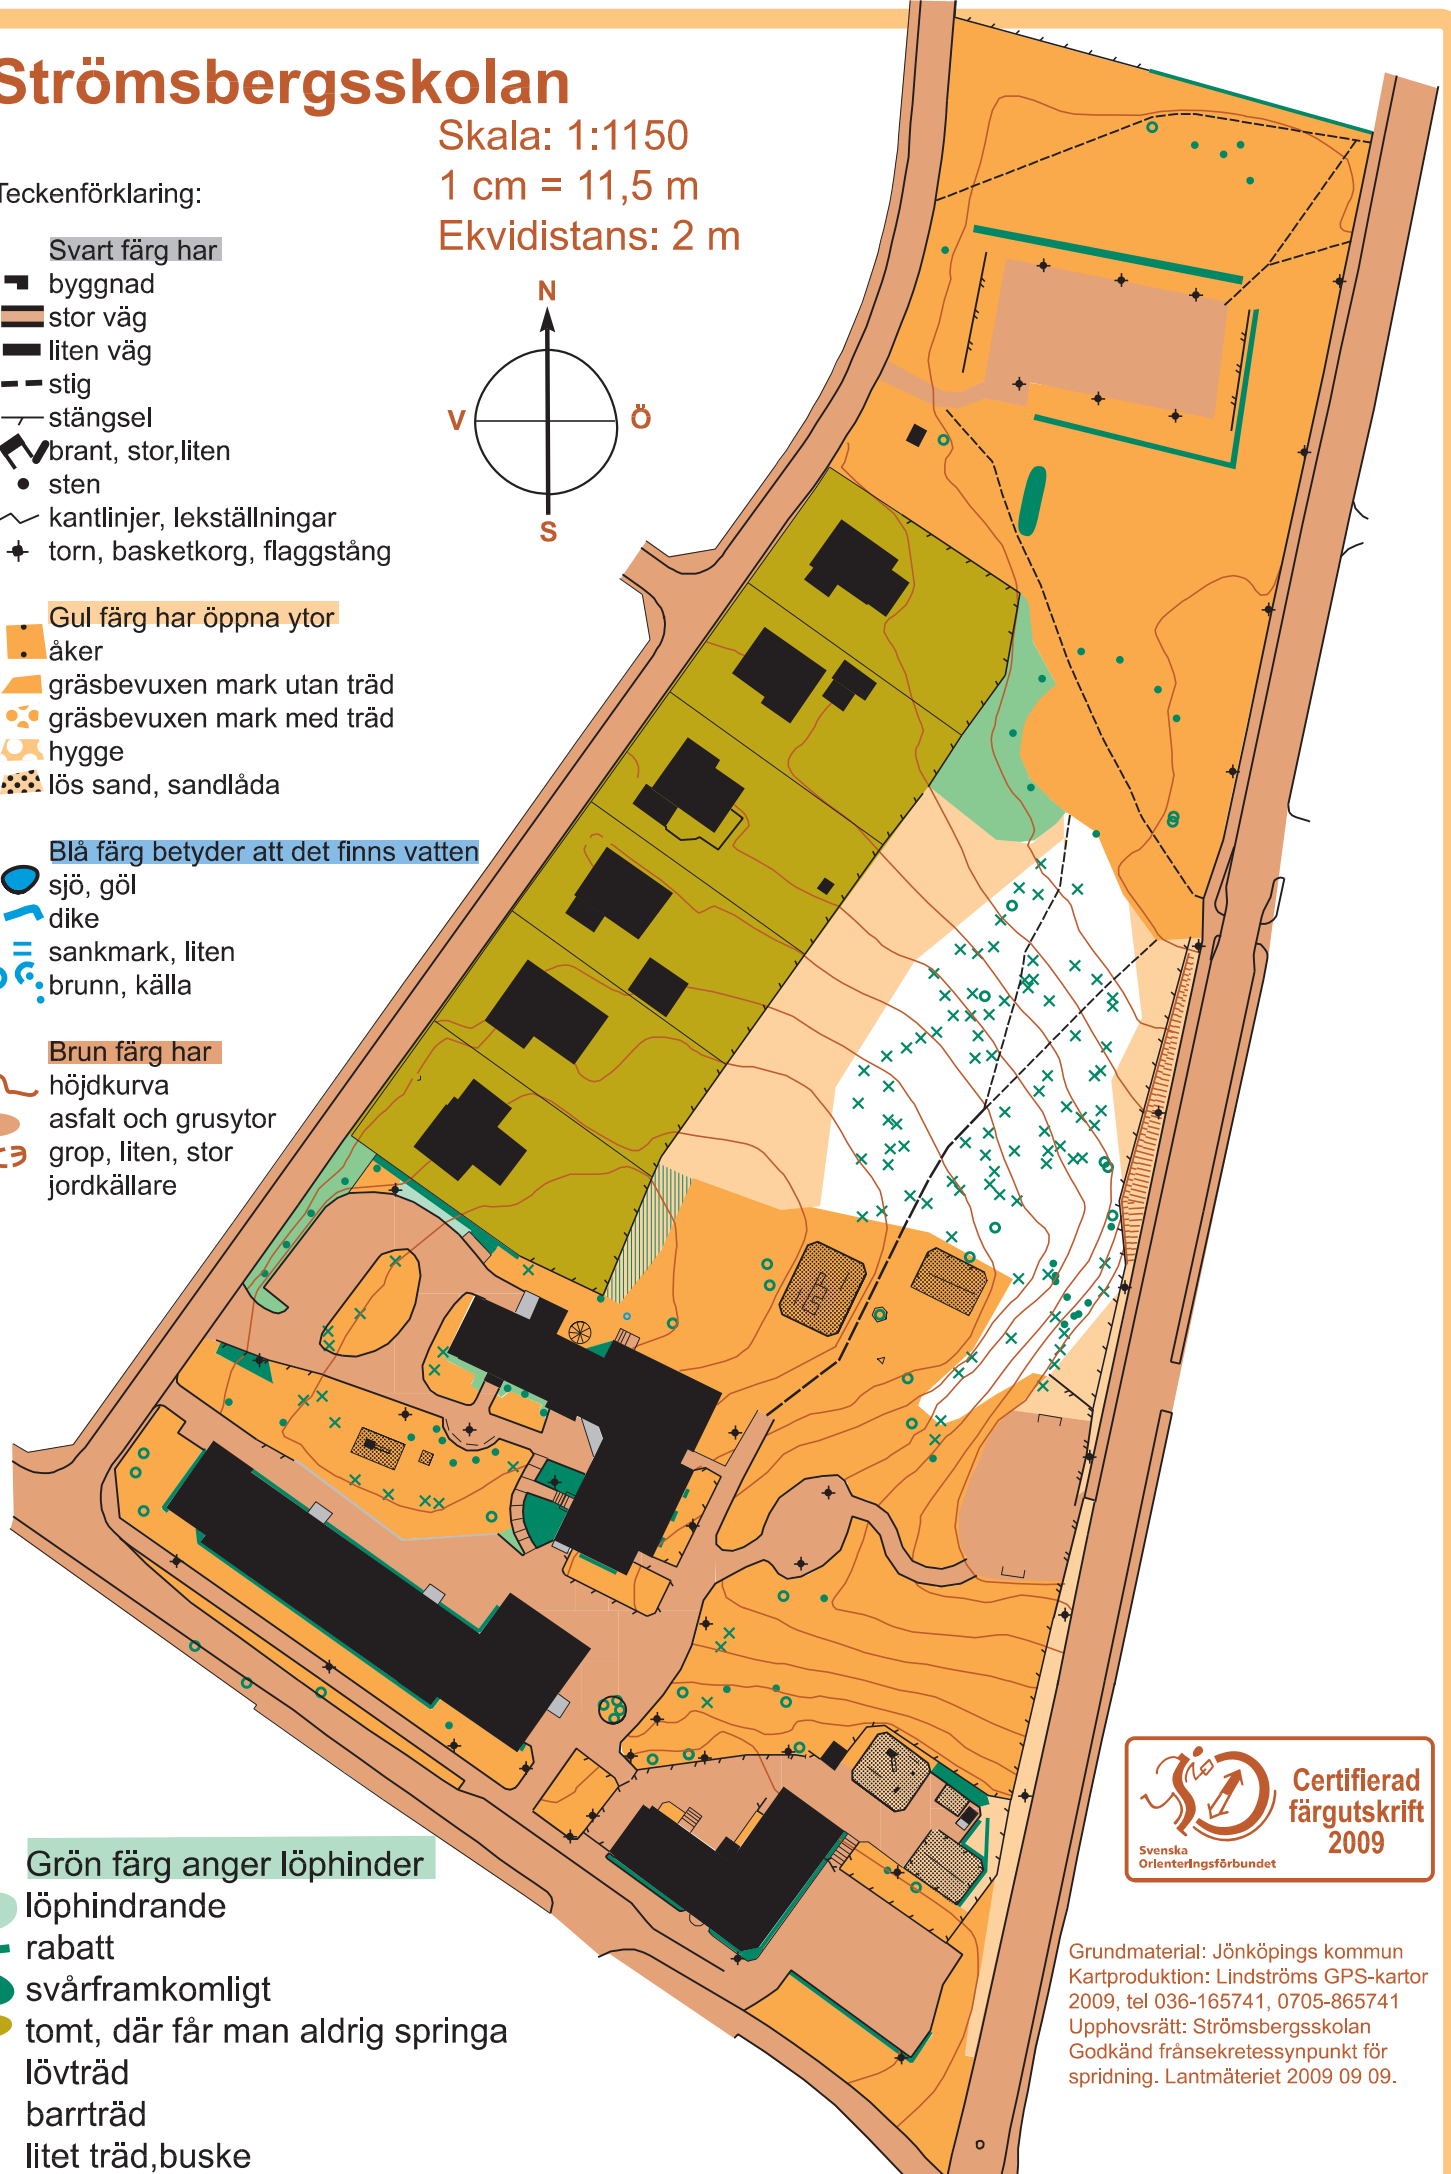 Strömsbergsskolan
Skala: 1:1150
1 cm = 11,5 m
Ekvidistans: 2 m
Teckenförklaring:
Svart färg har
byggnad
stor väg
liten väg
stig
stängsel
brant, stor,liten
sten
kantlinjer, lekställningar
torn, basketkorg, flaggstång
N
V
Ö
S
Gul färg har öppna ytor
åker
gräsbevuxen mark utan träd
gräsbevuxen mark med träd
hygge
lös sand, sandlåda
Blå färg betyder att det finns vatten
sjö, göl
dike
sankmark, liten
brunn, källa
Brun färg har
höjdkurva
asfalt och grusytor
grop, liten, stor
jordkällare
Grön färg anger löphinder
löphindrande
rabatt
svårframkomligt
tomt, där får man aldrig springa
lövträd
barrträd
litet träd,buske
Certifierad
färgutskrift
2009
Svenska
Orienteringsförbundet
Grundmaterial: Jönköpings kommun
Kartproduktion: Lindströms GPS-kartor
2009, tel 036-165741, 0705-865741
Upphovsrätt: Strömsbergsskolan
Godkänd frånsekretessynpunkt för
spridning. Lantmäteriet 2009 09 09.